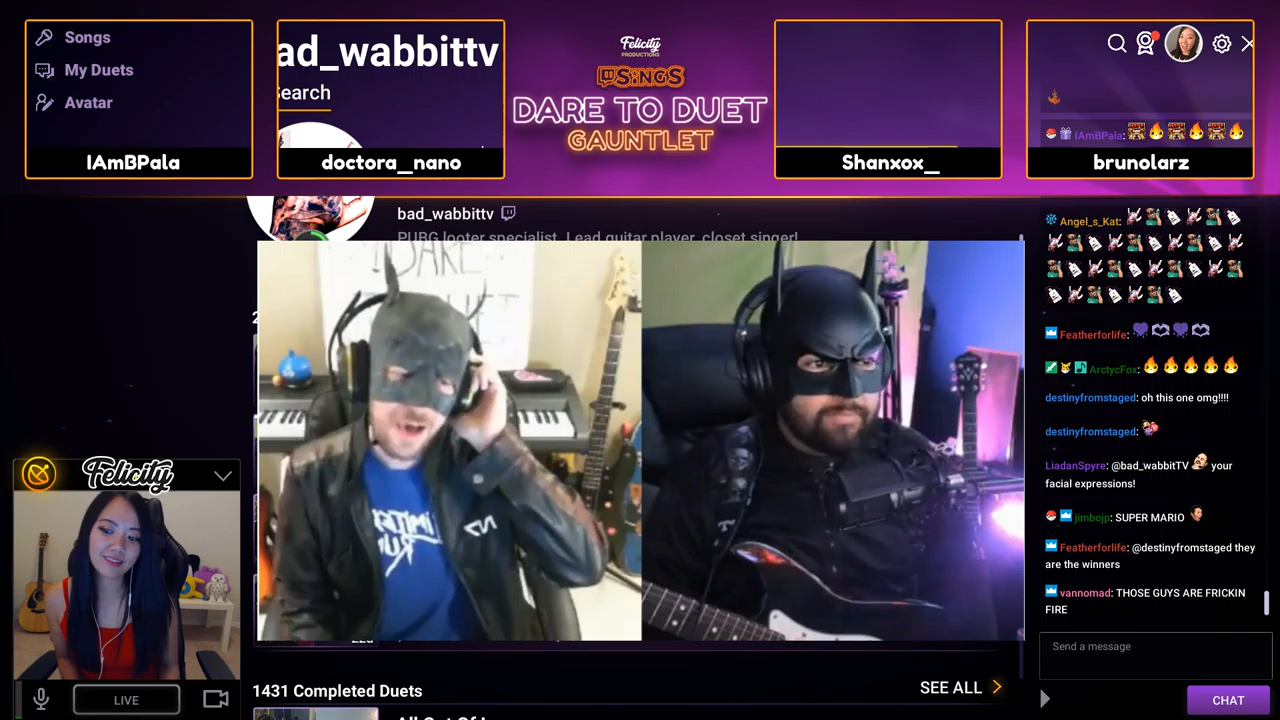 Songs
My Duets
Avatar
IAmBPala
ad_wabbittv
Search
doctora__nano
Felicity
PRODUCTIONS
SINGS
DARE TO DUET
GAUNTLET
Shanxox_
IAmBPala:
brunolarz
bad_wabbittv
PUBG looter specialist. Lead guitar player, closet singer!
DARE
Angel_s_Kat:
Featherforlife:
ArctycFox:
destinyfromstaged: oh this one omg!!!!
destinyfromstaged:
LiadanSpyre: @bad_wabbitTV your
facial expressions!
jimbojp: SUPER MARIO
Featherforlife: @destinyfromstaged they
are the winners
vannomad: THOSE GUYS ARE FRICKIN
FIRE
Send a message
CHAT
Felicity
LIVE
1431 Completed Duets
SEE ALL